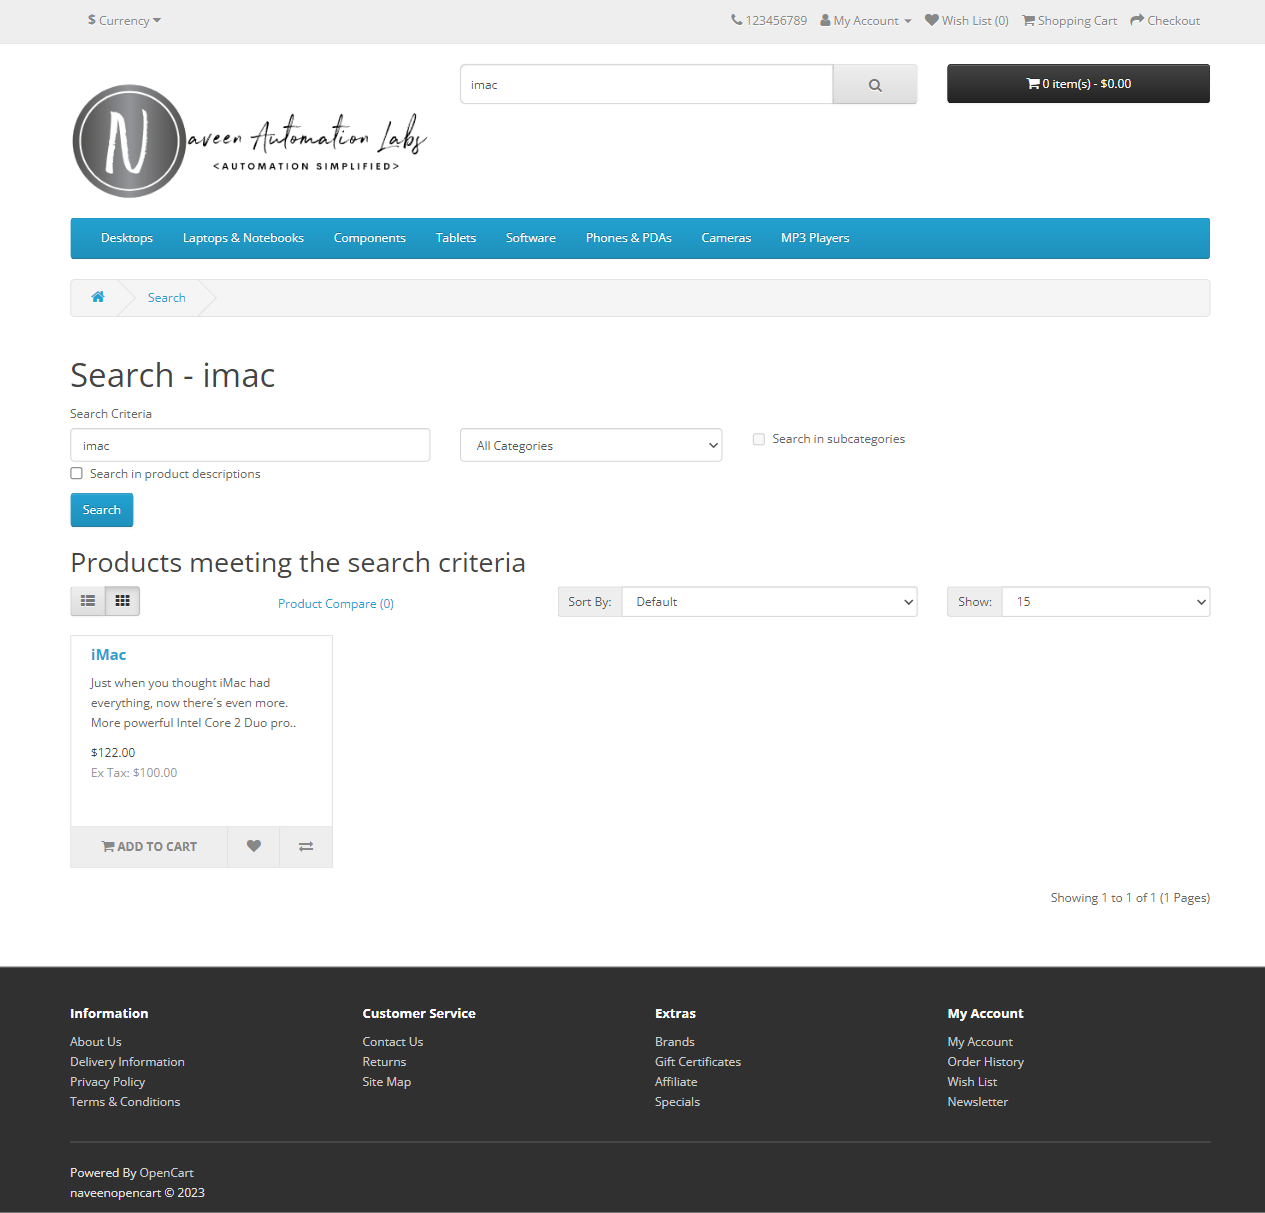 $ Currency
123456789 My Account Wish List (0) Shopping Cart Checkout
imac
0 item(s) - $0.00
N aveen Automation Labs
<AUTOMATION SIMPLIFIED>
Desktops Laptops & Notebooks Components Tablets Software Phones & PDAs Cameras MP3 Players
Search
Search - imac
Search Criteria
imac All Categories Search in subcategories
Search in product descriptions
Search
Products meeting the search criteria
Product Compare (0) Sort By: Default Show: 15
iMac
Just when you thought iMac had
everything, now there´s even more.
More powerful Intel Core 2 Duo pro..
$122.00
Ex Tax: $100.00
ADD TO CART
Showing 1 to 1 of 1 (1 Pages)
Information
About Us
Delivery Information
Privacy Policy
Terms & Conditions
Customer Service
Contact Us
Returns
Site Map
Extras
Brands
Gift Certificates
Affiliate
Specials
My Account
My Account
Order History
Wish List
Newsletter
Powered By OpenCart
naveenopencart © 2023